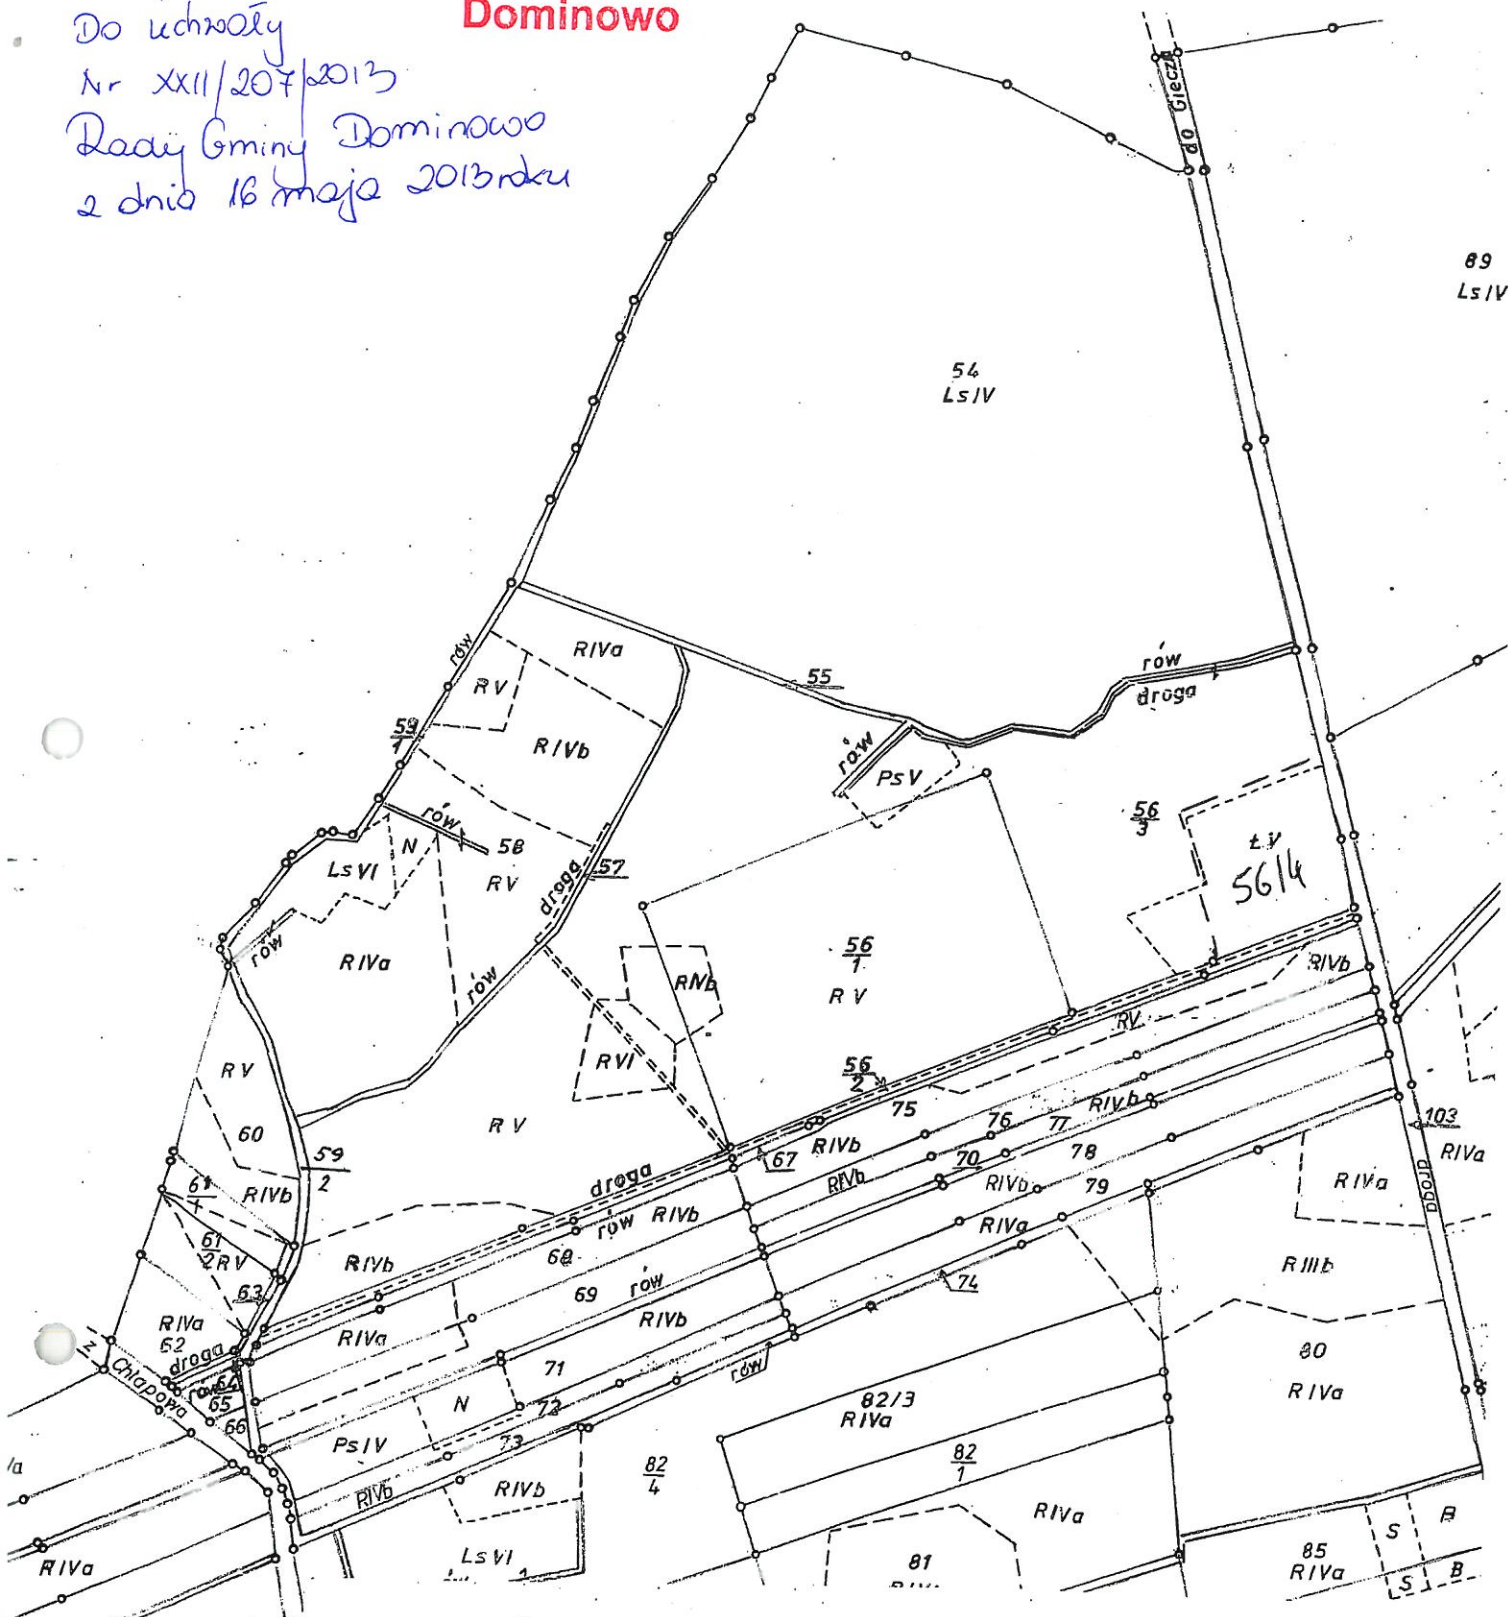 Dominowo
Do uchwały
Nr XXII/207/2013
Rady Gminy Dominowo
z dnia 16 maja 2013 roku
do Giecza
89
LsIV
54
LsIV
rów
RIVa
RV
55
rów
droga
59
1
RIVb
rów
PsV
56
3
rów
58
N
LsVI
RV
droga
57
ŁV
56/4
rów
RIVa
rów
RIVb
56
1
RV
RIVb
RV
RVI
RV
56
2
75
RIVb
76
77
60
RV
59
2
67
RIVb
70
78
103
RIVa
61
1
RIVb
droga
RIVb
RIVb
79
RIVa
droga
rów
RIVb
RIVa
61
2
RV
RIVb
68
63
69
rów
74
RIIIb
RIVa
62
RIVa
RIVb
droga
z
Chłapowa
rów
64
65
66
71
rów
80
N
72
82/3
RIVa
RIVa
PsIV
73
82
4
82
1
RIVb
RIVb
RIVa
S
B
RIVa
LsVI
81
85
RIVa
S
B